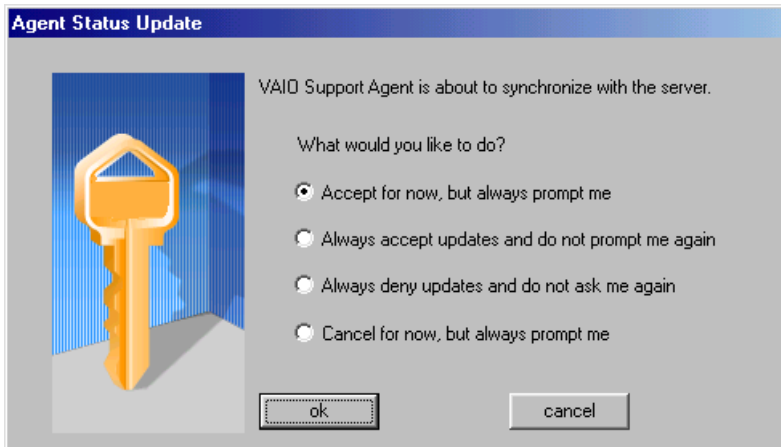 Agent Status Update
VAIO Support Agent is about to synchronize with the server.
What would you like to do?
Accept for now, but always prompt me
Always accept updates and do not prompt me again
Always deny updates and do not ask me again
Cancel for now, but always prompt me
ok
cancel